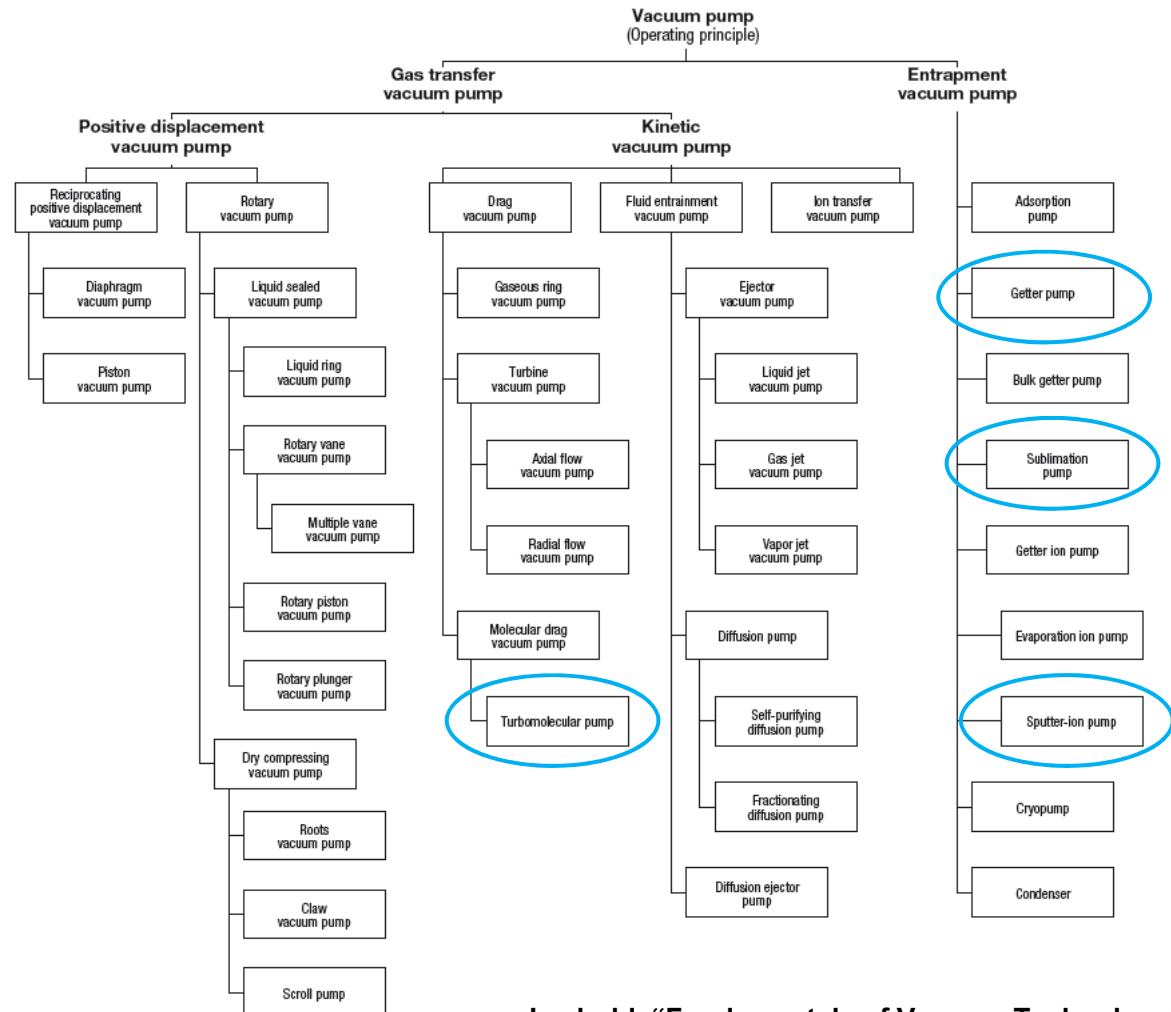 Vacuum pump
(Operating principle)
Gas transfer
vacuum pump
Entrapment
vacuum pump
Positive displacement
vacuum pump
Kinetic
vacuum pump
Reciprocating
positive displacement
vacuum pump
Rotary
vacuum pump
Drag
vacuum pump
Fluid entrainment
vacuum pump
Ion transfer
vacuum pump
Adsorption
pump
Diaphragm
vacuum pump
Liquid sealed
vacuum pump
Gaseous ring
vacuum pump
Ejector
vacuum pump
Getter pump
Piston
vacuum pump
Liquid ring
vacuum pump
Turbine
vacuum pump
Liquid jet
vacuum pump
Bulk getter pump
Rotary vane
vacuum pump
Axial flow
vacuum pump
Gas jet
vacuum pump
Sublimation
pump
Multiple vane
vacuum pump
Radial flow
vacuum pump
Vapor jet
vacuum pump
Getter ion pump
Rotary piston
vacuum pump
Molecular drag
vacuum pump
Diffusion pump
Evaporation ion pump
Rotary plunger
vacuum pump
Turbomolecular pump
Self-purifying
diffusion pump
Sputter-ion pump
Dry compressing
vacuum pump
Fractionating
diffusion pump
Cryopump
Roots
vacuum pump
Diffusion ejector
pump
Condenser
Claw
vacuum pump
Scroll pump